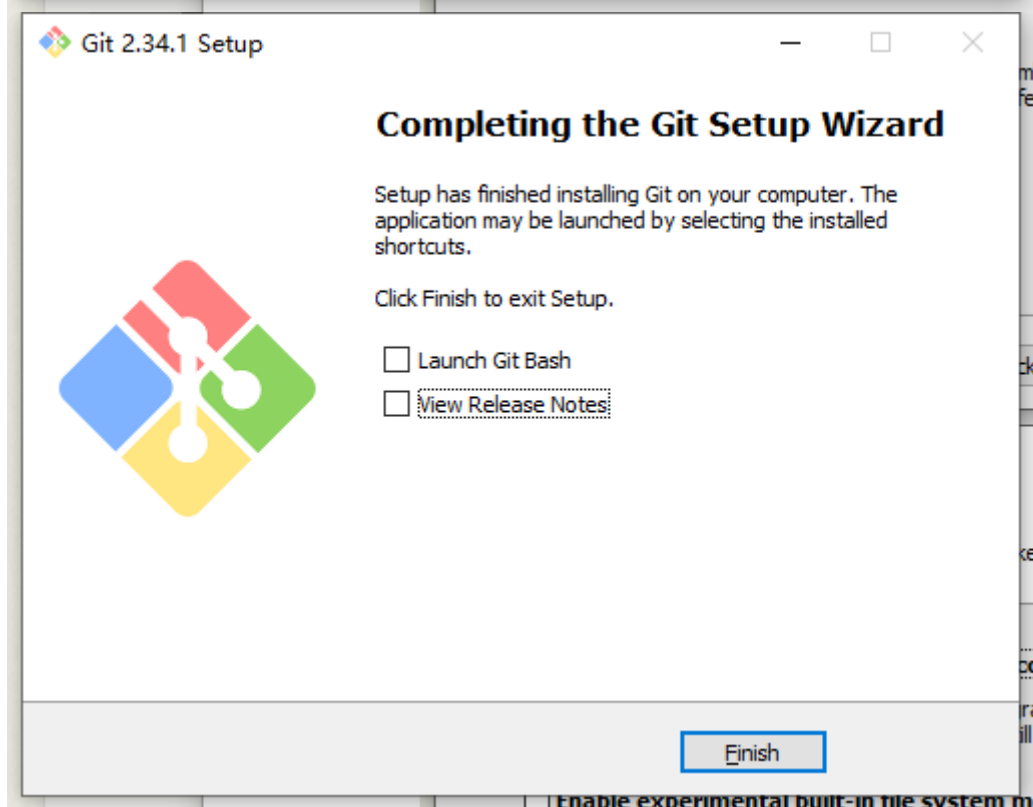 Git 2.34.1 Setup
Completing the Git Setup Wizard
Setup has finished installing Git on your computer. The
application may be launched by selecting the installed
shortcuts.
Click Finish to exit Setup.
Launch Git Bash
View Release Notes
Finish
Enable experimental built-in file system